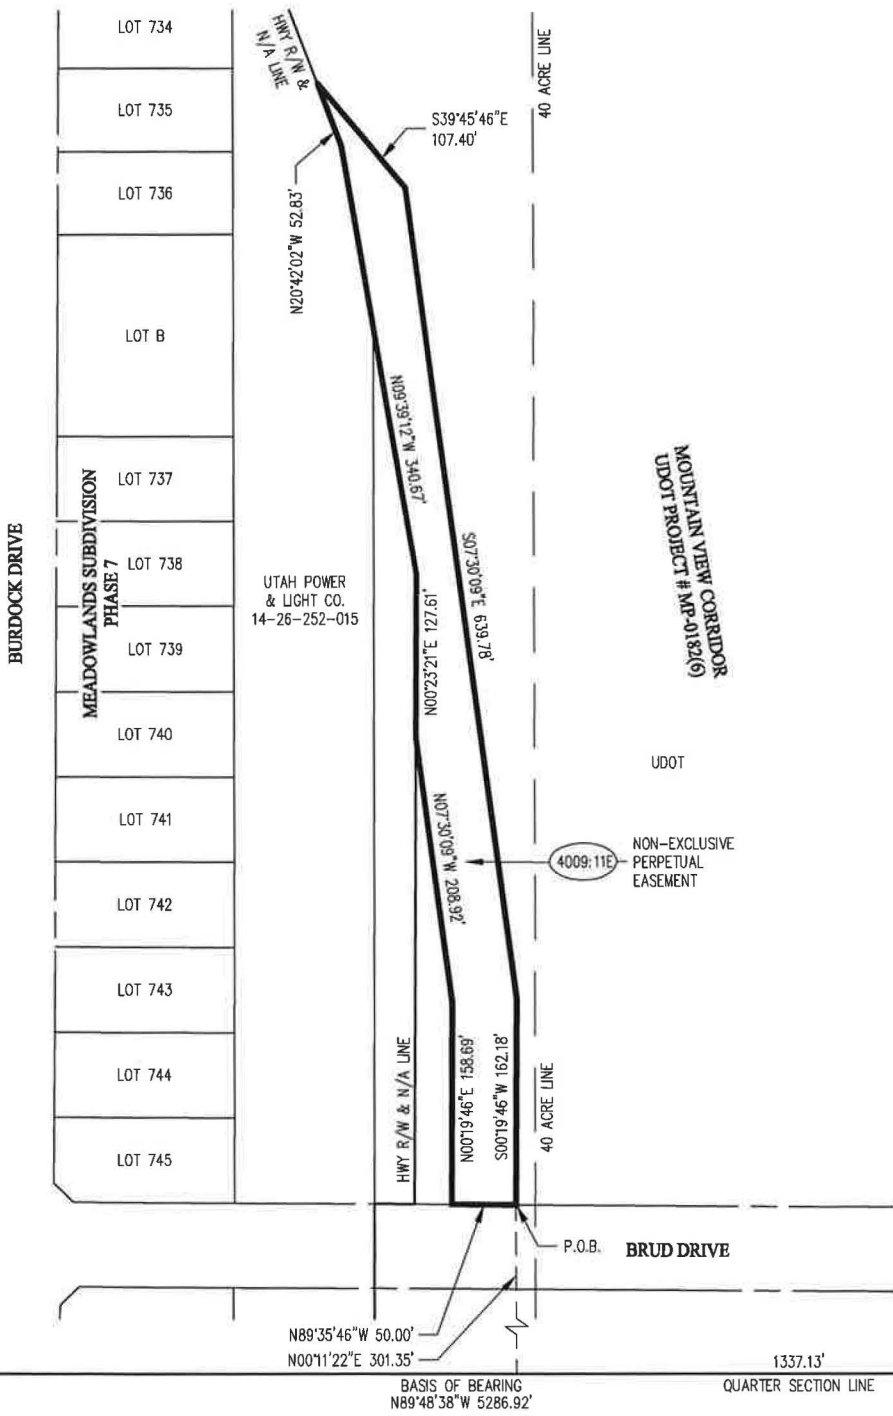 LOT 734
HWY R/W &
N/A LINE
40 ACRE LINE
LOT 735
S39°45'46"E
107.40'
LOT 736
N20°42'02"W 52.83'
LOT B
N09°39'12"W 340.67'
LOT 737
MOUNTAIN VIEW CORRIDOR
UDOT PROJECT # MP-0182(6)
BURDOCK DRIVE
MEADOWLANDS SUBDIVISION
PHASE 7
LOT 738
UTAH POWER
& LIGHT CO.
14-26-252-015
S07°30'09"E 639.78'
N00°23'21"E 127.61'
LOT 739
LOT 740
UDOT
LOT 741
N07°30'09"W 208.92'
4009:11E
NON-EXCLUSIVE
PERPETUAL
EASEMENT
LOT 742
LOT 743
HWY R/W & N/A LINE
N00°19'46"E 158.69'
S00°19'46"W 162.18'
40 ACRE LINE
LOT 744
LOT 745
P.O.B.
BRUD DRIVE
N89°35'46"W 50.00'
N00°11'22"E 301.35'
1337.13'
BASIS OF BEARING
N89°48'38"W 5286.92'
QUARTER SECTION LINE